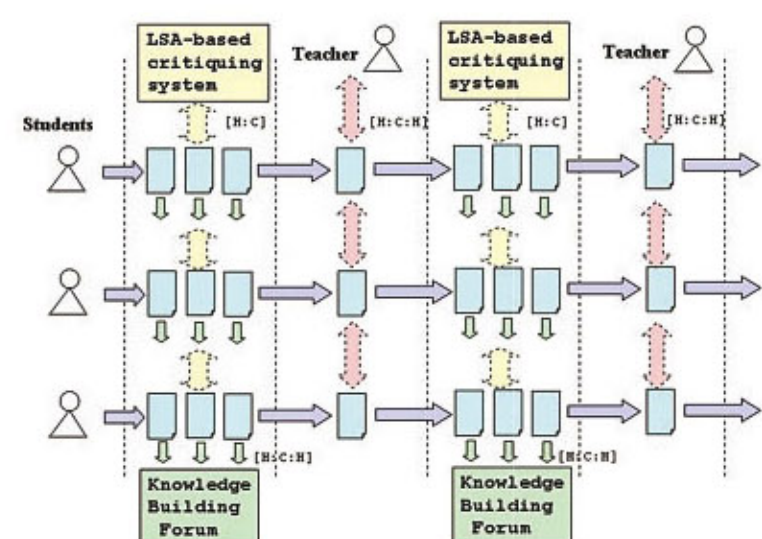 LSA-based
critiquing
system
Teacher
LSA-based
critiquing
system
Teacher
[H:C]
[H:C:H]
[H:C]
[H:C:H]
Students
[H:C:H]
[H:C:H]
Knowledge
Building
Forum
Knowledge
Building
Forum